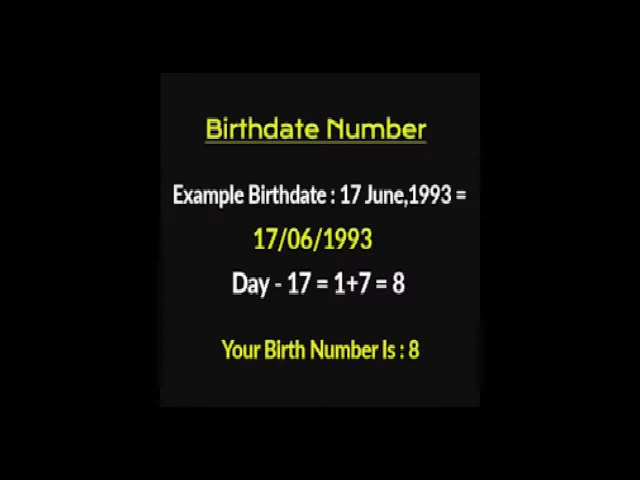 Birthdate Number
Example Birthdate : 17 June,1993 =
17/06/1993
Day - 17 = 1+7 = 8
Your Birth Number Is : 8